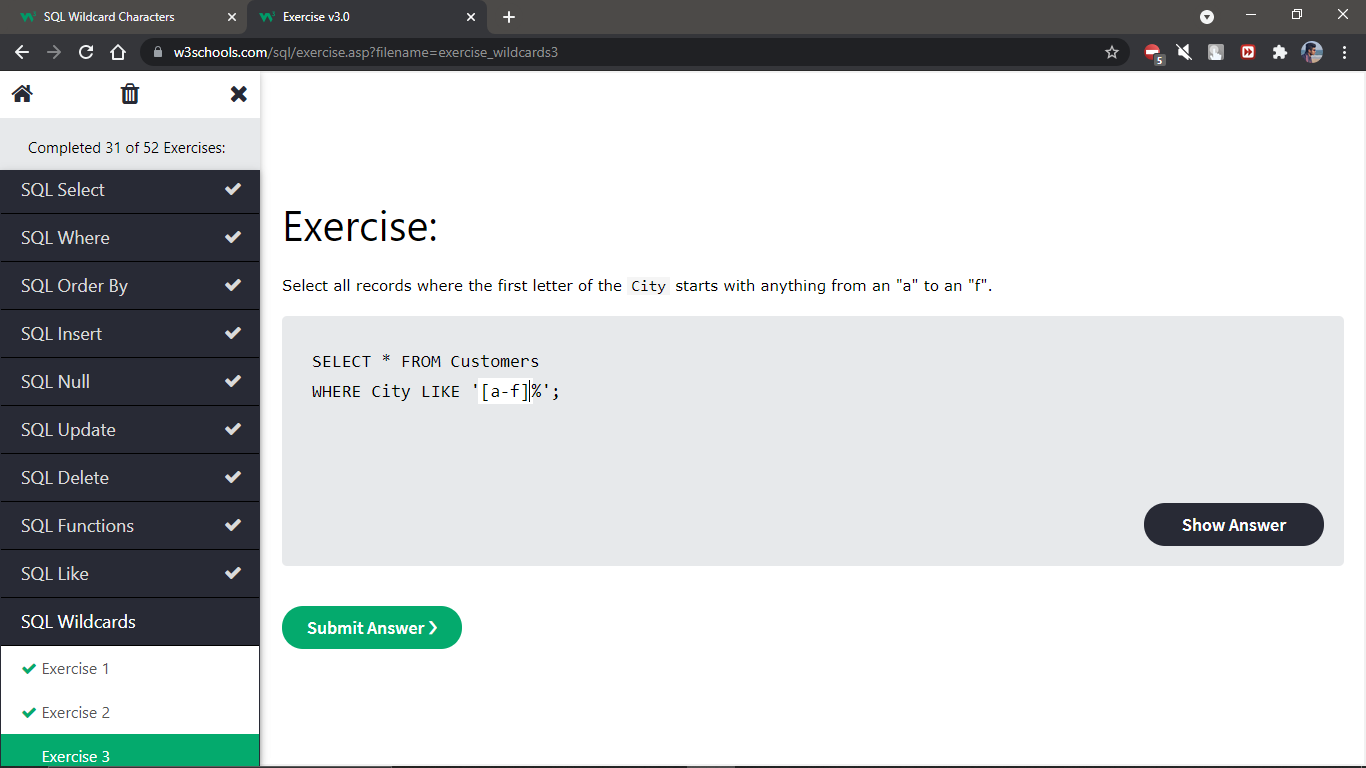 SQL Wildcard Characters
Exercise v3.0
w3schools.com/sql/exercise.asp?filename=exercise_wildcards3
5
Completed 31 of 52 Exercises:
SQL Select
SQL Where
SQL Order By
SQL Insert
SQL Null
SQL Update
SQL Delete
SQL Functions
SQL Like
SQL Wildcards
Exercise 1
Exercise 2
Exercise 3
Exercise:
Select all records where the first letter of the City starts with anything from an "a" to an "f".
SELECT * FROM Customers
WHERE City LIKE '[a-f]%';
Show Answer
Submit Answer ❯